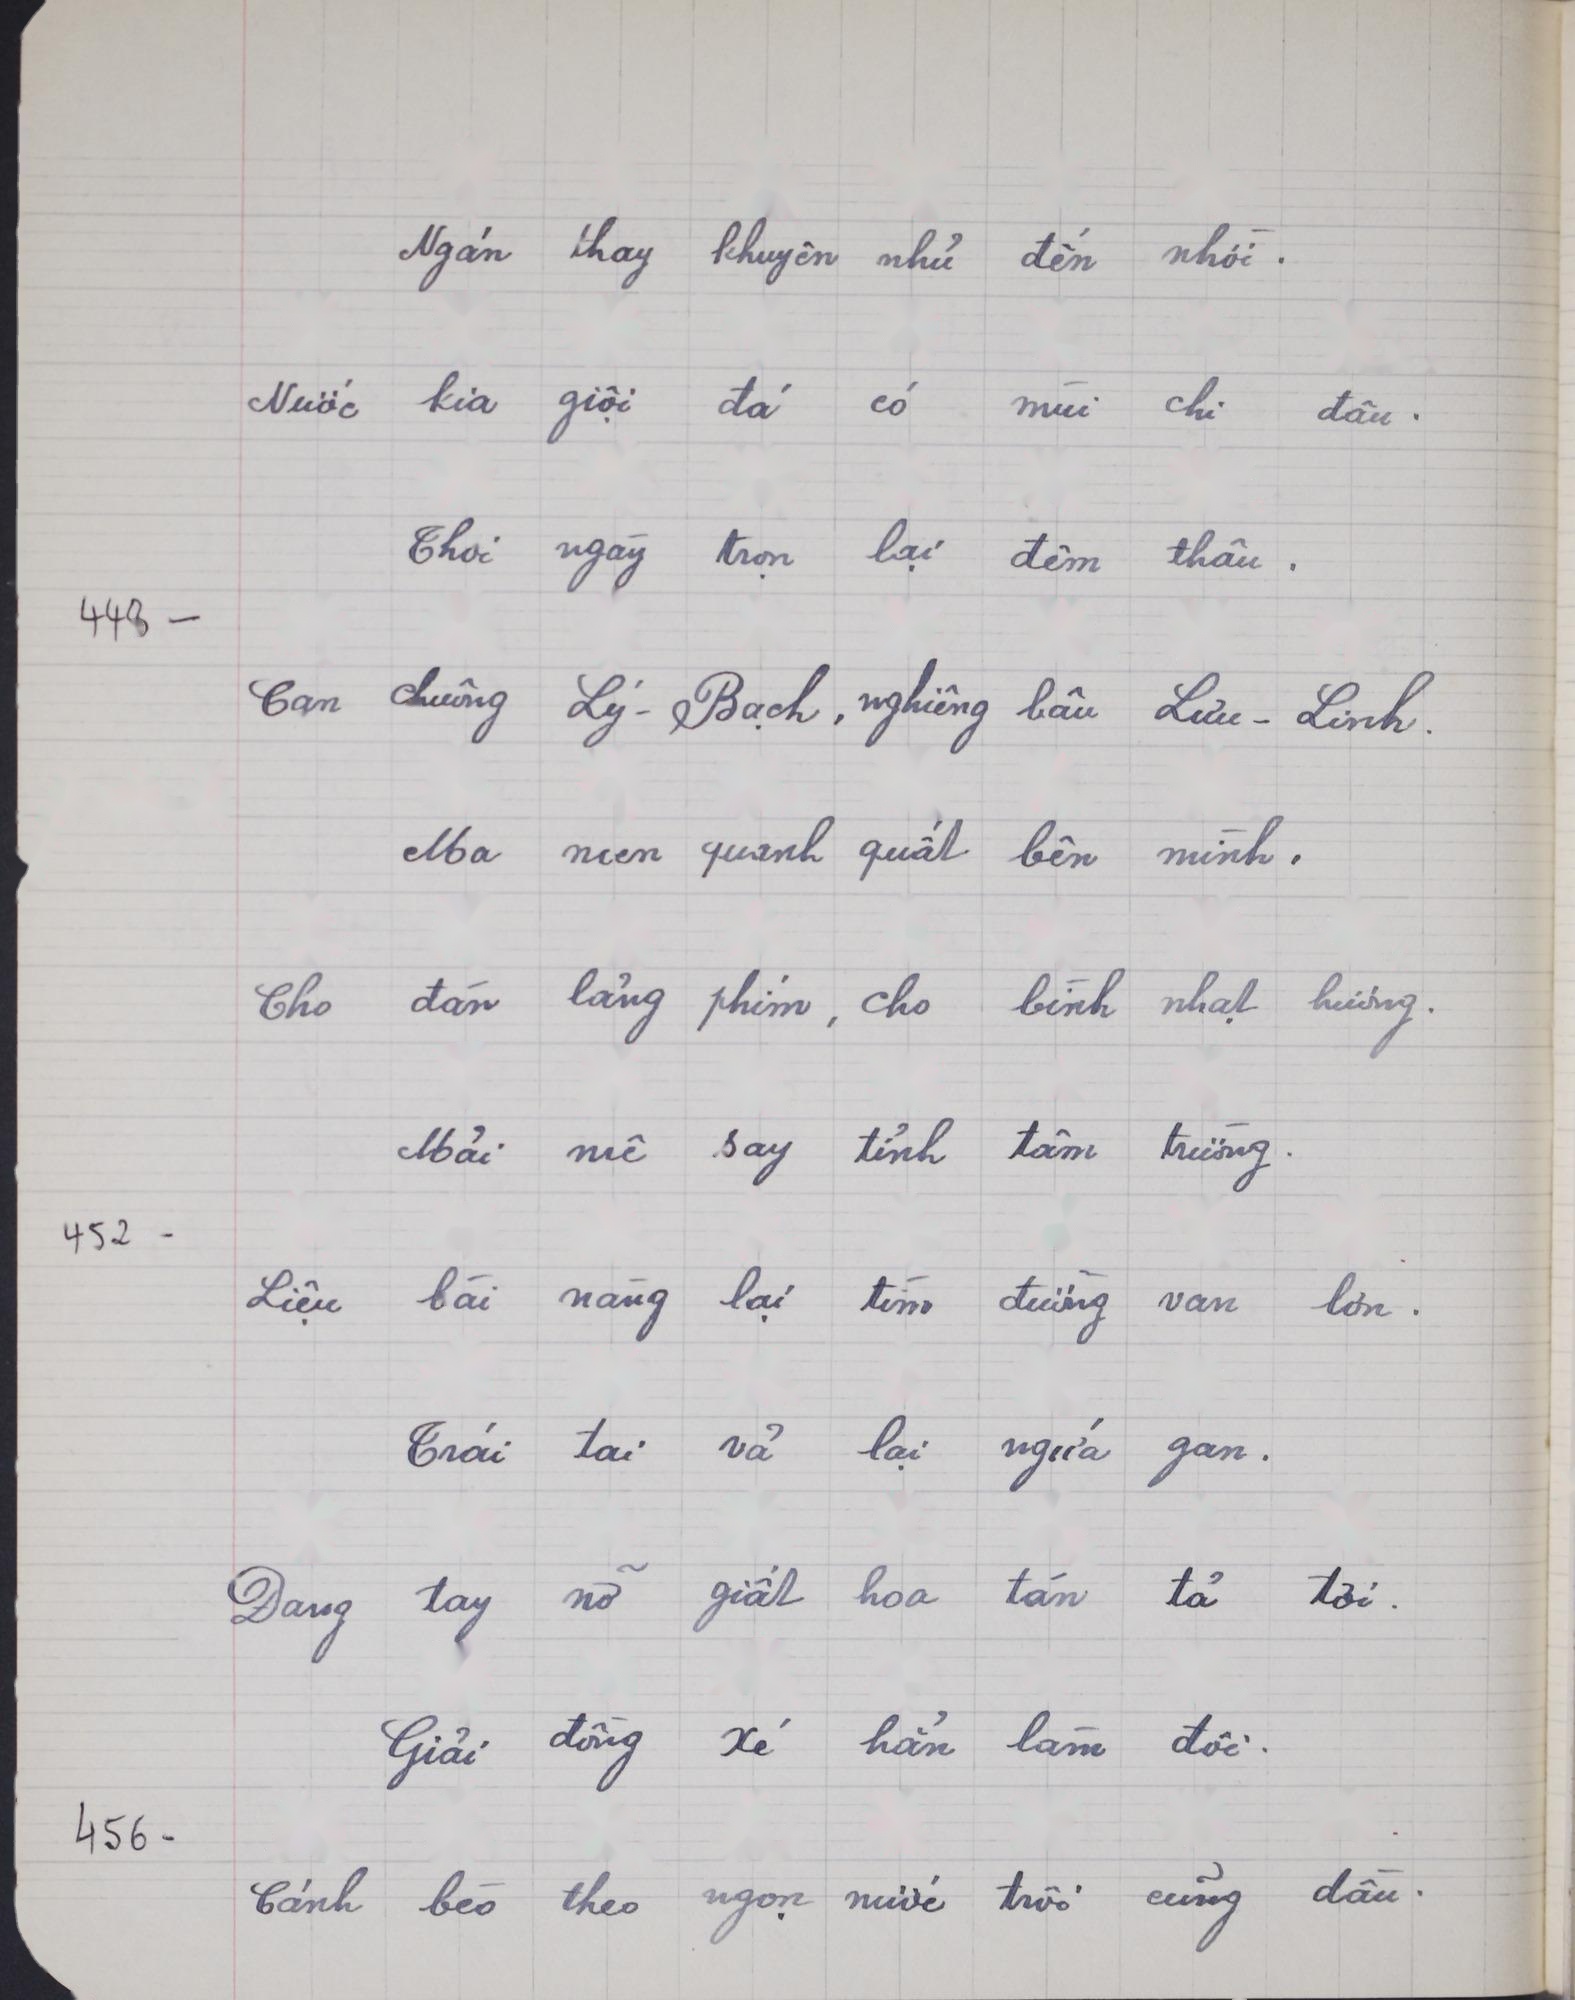 Ngán thay khuyên nhủ đến nhời.
Nước kia giội đá có mùi chi đâu.
Thôi ngày trọn lại đêm thâu.
448 -
Can chuông Lý - Bạch, nghiêng bầu Lưu - Linh.
Ma men quanh quất bên mình.
Cho đàn lảng phím, cho bình nhạt hương.
Mải mê say tỉnh tâm trường.
452 -
Liệu bài nàng lại tìm đường van lơn.
Trái tai vả lại ngứa gan.
Dang tay nỡ giất hoa tán tả tơi.
Giải đồng xé hẳn làm đôi.
456 -
Cánh bèo theo ngọn nước trôi cũng dầu.